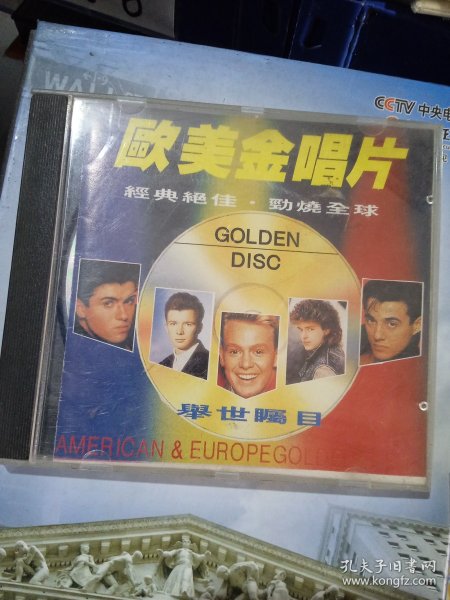 WALL
CCTV 中央电
歐美金唱片
經典絕佳·勁燒全球
GOLDEN
DISC
舉世矚目
AMERICAN & EUROPEGOLDE
孔夫子旧书网
www.kongfz.com